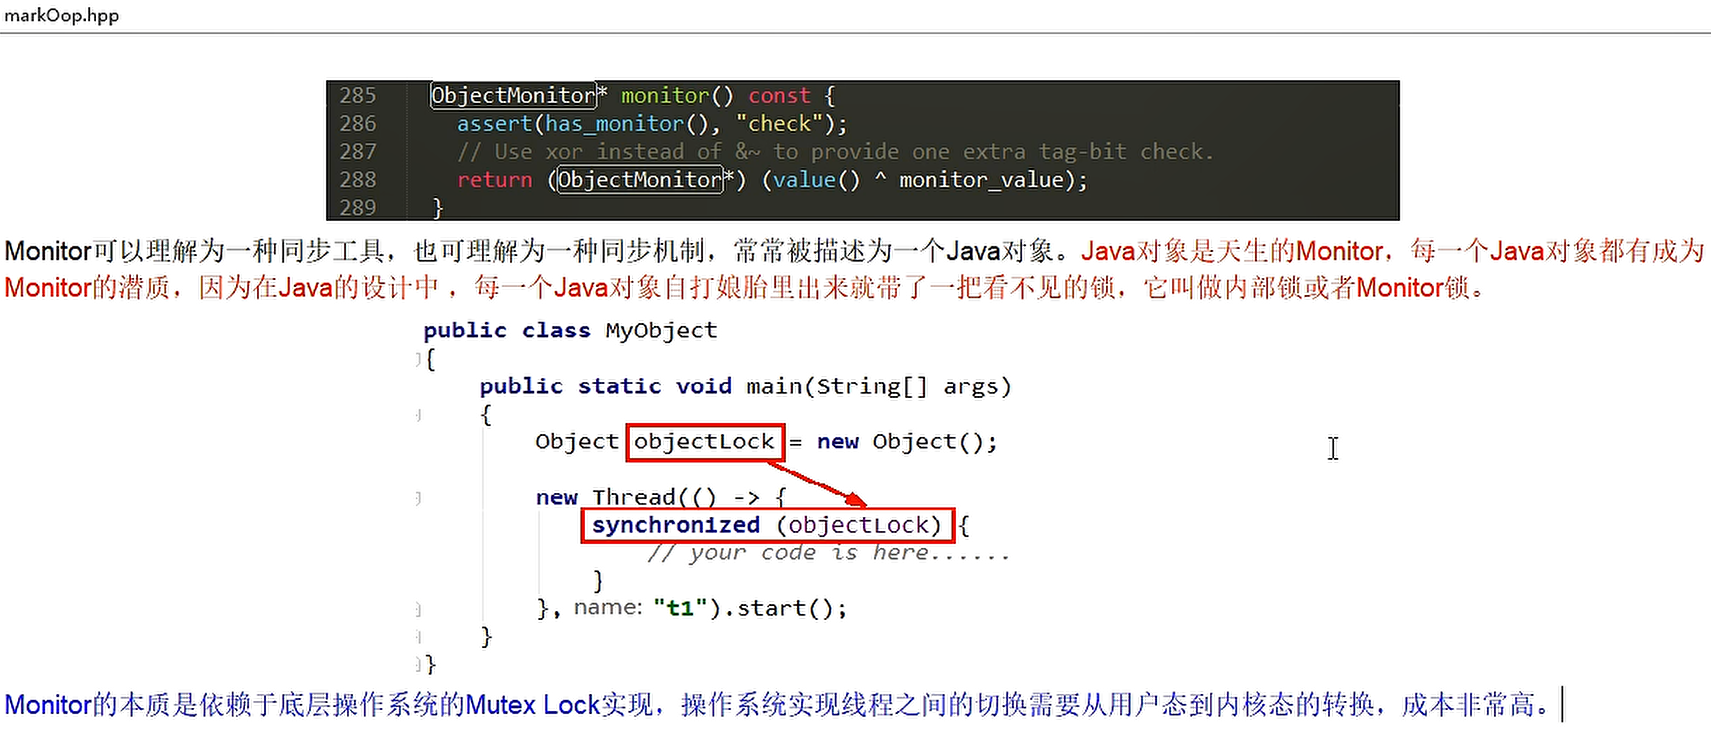 markOop.hpp
285 ObjectMonitor* monitor() const {
286 assert(has_monitor(), "check");
287 // Use xor instead of &~ to provide one extra tag-bit check.
288 return (ObjectMonitor*) (value() ^ monitor_value);
289 }
Monitor可以理解为一种同步工具，也可理解为一种同步机制，常常被描述为一个Java对象。Java对象是天生的Monitor，每一个Java对象都有成为
Monitor的潜质，因为在Java的设计中 ，每一个Java对象自打娘胎里出来就带了一把看不见的锁，它叫做内部锁或者Monitor锁。
public class MyObject
{
public static void main(String[] args)
{
Object objectLock = new Object();
new Thread(() -> {
synchronized (objectLock) {
// your code is here......
}
}, name: "t1").start();
}
}
Monitor的本质是依赖于底层操作系统的Mutex Lock实现，操作系统实现线程之间的切换需要从用户态到内核态的转换，成本非常高。